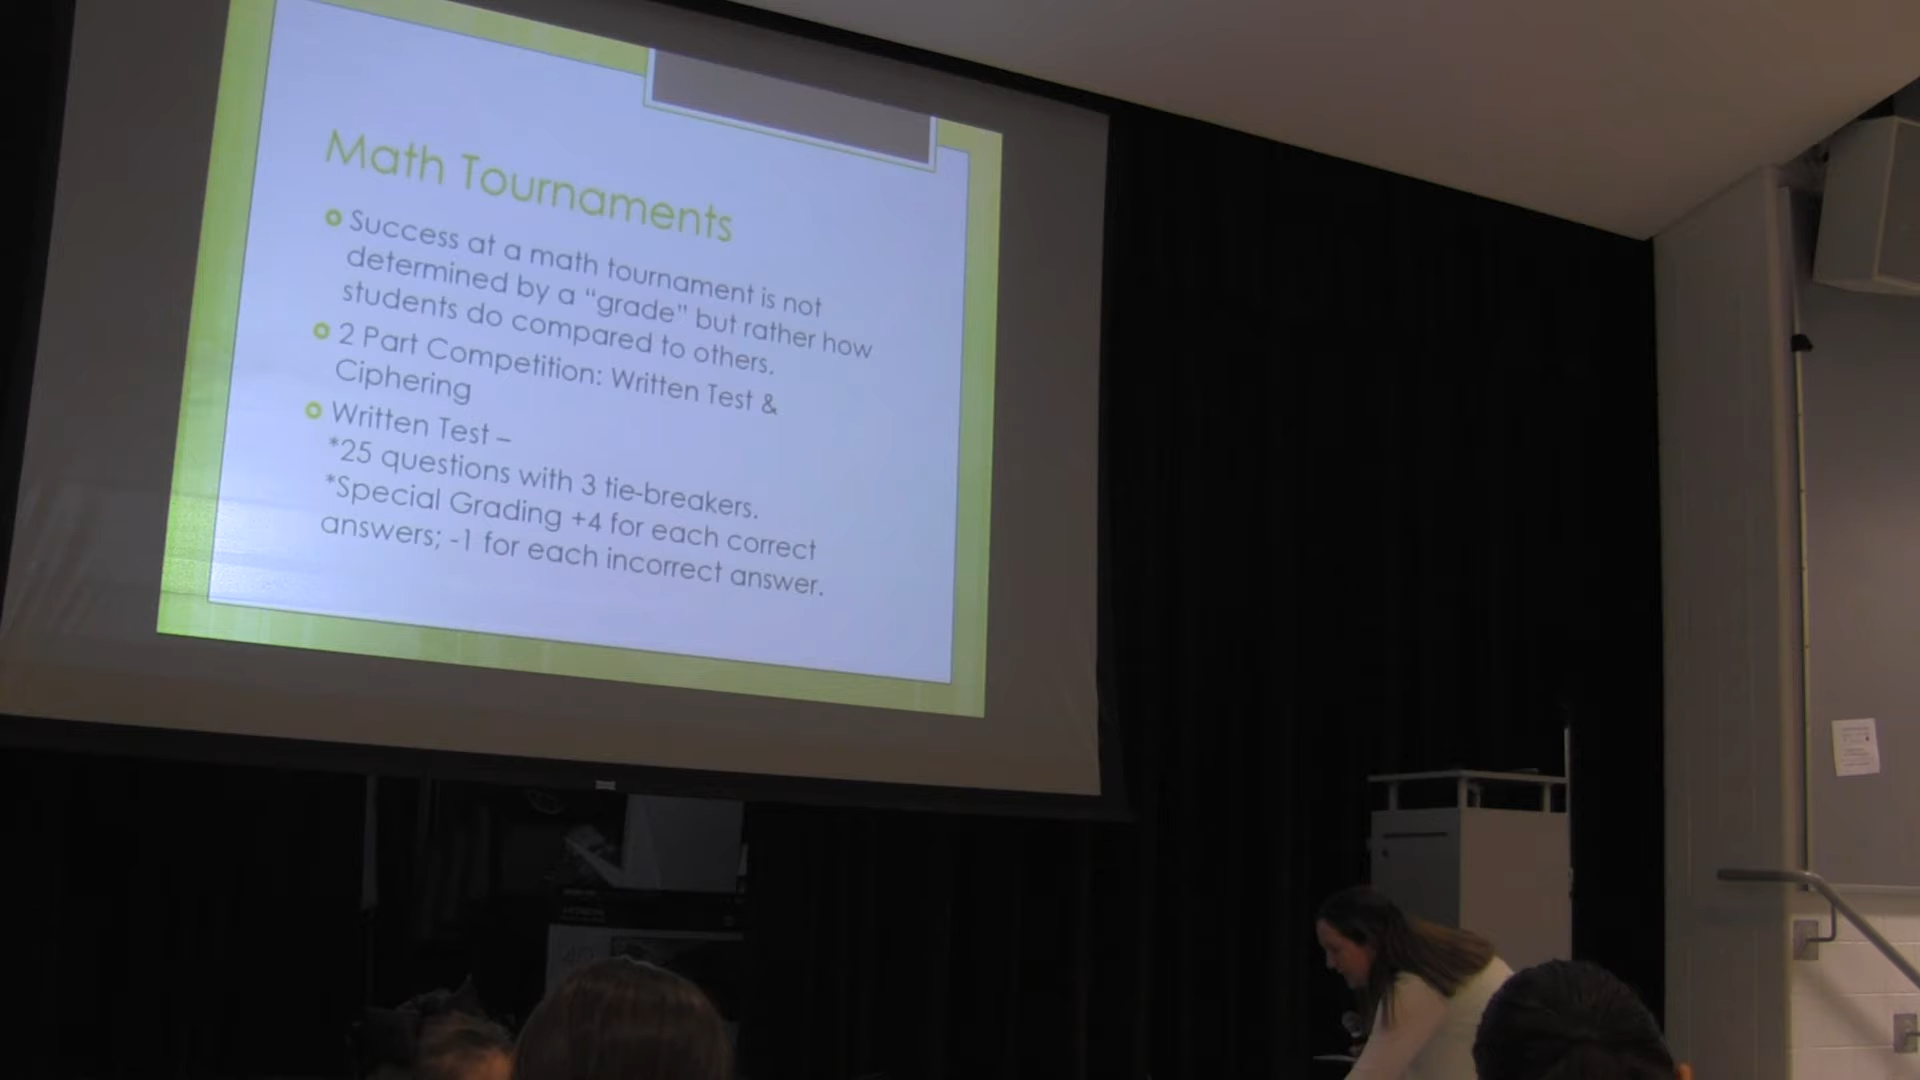 Math Tournaments
Success at a math tournament is not
determined by a “grade” but rather how
students do compared to others.
2 Part Competition: Written Test &
Ciphering
Written Test –
*25 questions with 3 tie-breakers.
*Special Grading +4 for each correct
answers; -1 for each incorrect answer.